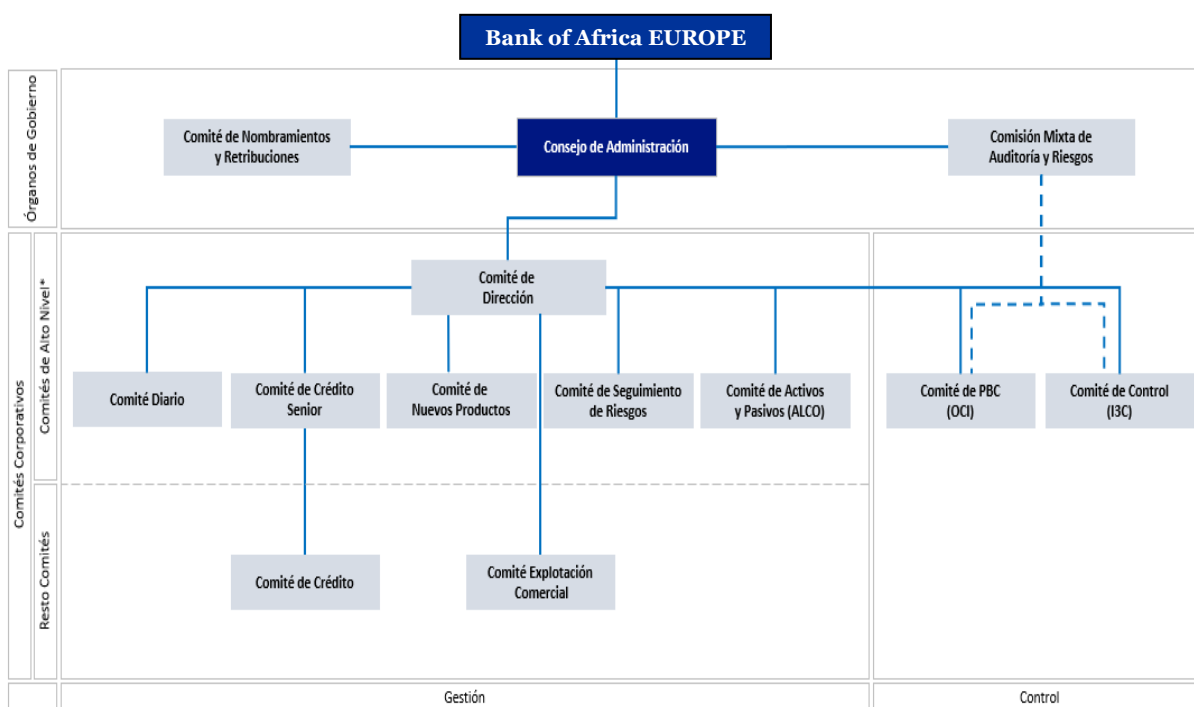 Bank of Africa EUROPE
Órganos de Gobierno
Comité de Nombramientos
y Retribuciones
Consejo de Administración
Comisión Mixta de
Auditoría y Riesgos
Comités Corporativos
Comités de Alto Nivel*
Comité de
Dirección
Comité Diario
Comité de Crédito
Senior
Comité de
Nuevos Productos
Comité de Seguimiento
de Riesgos
Comité de Activos
y Pasivos (ALCO)
Comité de PBC
(OCI)
Comité de Control
(I3C)
Resto Comités
Comité de Crédito
Comité Explotación
Comercial
Gestión
Control